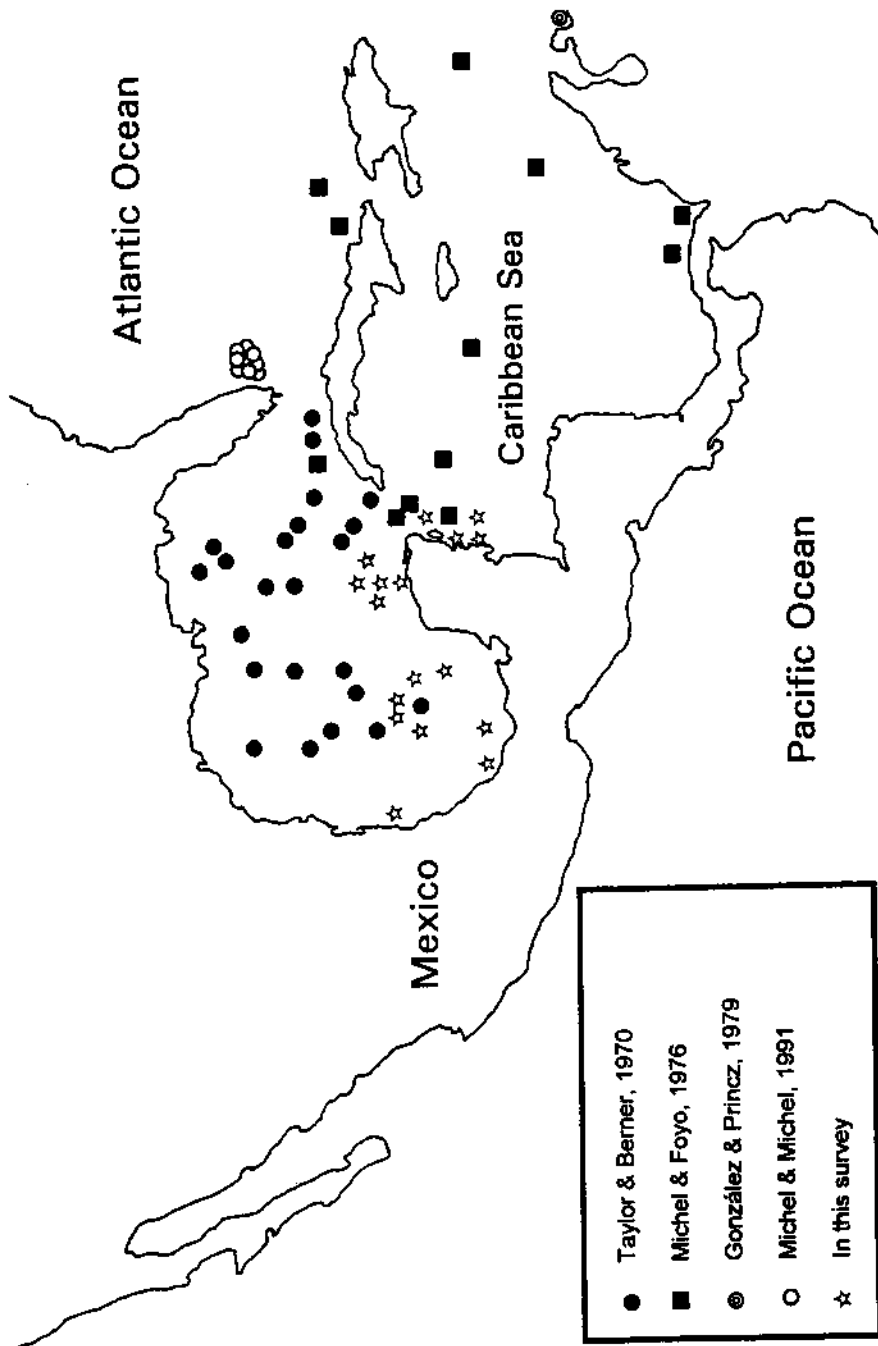 Atlantic Ocean
Caribbean Sea
Mexico
Pacific Ocean
Taylor & Berner, 1970
Michel & Foyo, 1976
González & Princz, 1979
Michel & Michel, 1991
In this survey